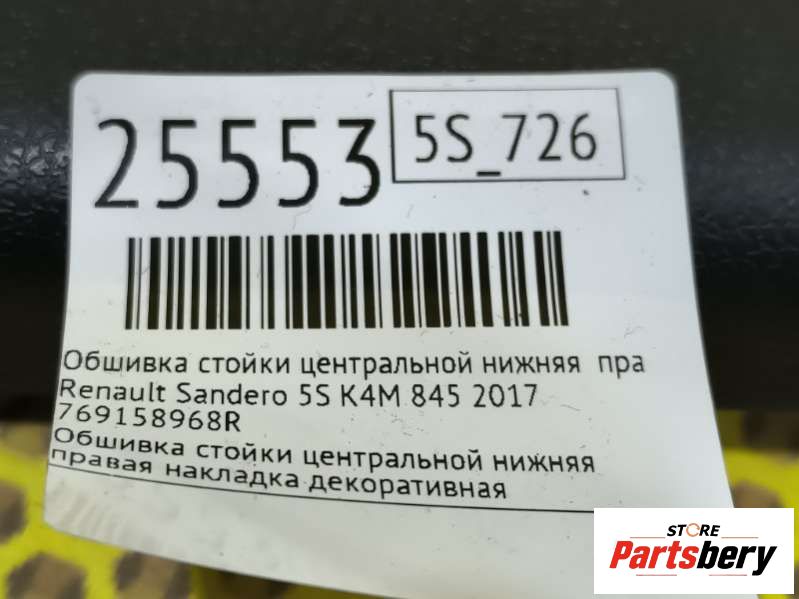 25553
5S_726
Обшивка стойки центральной нижняя пра
Renault Sandero 5S K4M 845 2017
769158968R
Обшивка стойки центральной нижняя
правая накладка декоративная
STORE
Partsbery